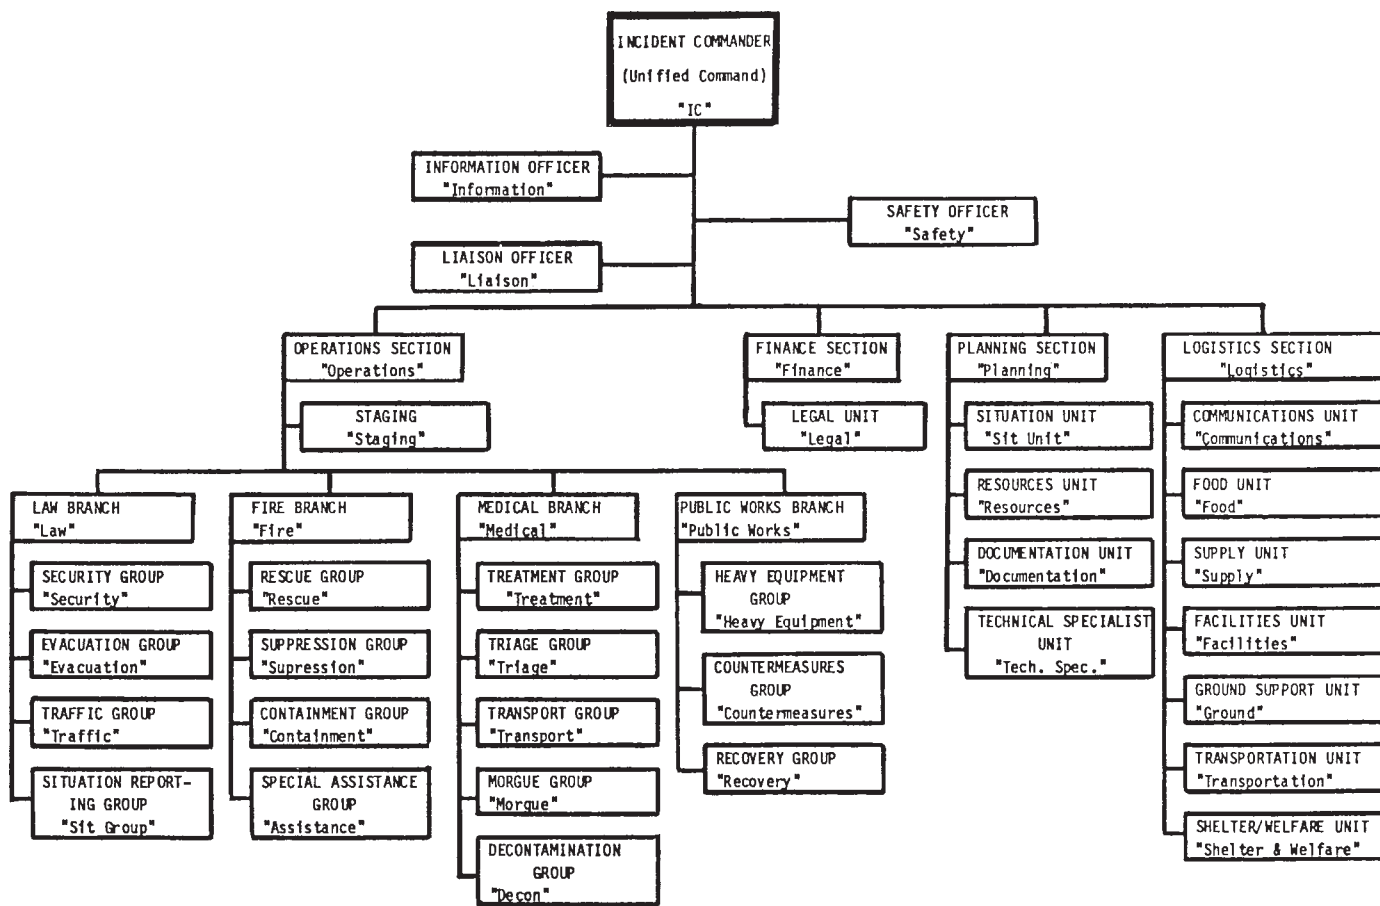 INCIDENT COMMANDER
(Unified Command)
"IC"
INFORMATION OFFICER
"Information"
SAFETY OFFICER
"Safety"
LIAISON OFFICER
"Liaison"
OPERATIONS SECTION
"Operations"
FINANCE SECTION
"Finance"
PLANNING SECTION
"Planning"
LOGISTICS SECTION
"Logistics"
STAGING
"Staging"
LEGAL UNIT
"Legal"
SITUATION UNIT
"Sit Unit"
RESOURCES UNIT
"Resources"
DOCUMENTATION UNIT
"Documentation"
TECHNICAL SPECIALIST
UNIT
"Tech. Spec."
COMMUNICATIONS UNIT
"Communications
FOOD UNIT
"Food"
SUPPLY UNIT
"Supply
FACILITIES UNIT
"Facilities"
GROUND SUPPORT UNIT
"Ground"
TRANSPORTATION UNIT
"Transportation"
SHELTER/WELFARE UNIT
"Shelter & Welfare"
LAW BRANCH
"Law"
SECURITY GROUP
"Security"
EVACUATION GROUP
"Evacuation"
TRAFFIC GROUP
"Traffic"
SITUATION REPORT-
ING GROUP
"Sit Group"
FIRE BRANCH
"Fire"
RESCUE GROUP
"Rescue"
SUPPRESSION GROUP
"Supression"
CONTAINMENT GROUP
"Containment"
SPECIAL ASSISTANCE
GROUP
"Assistance"
MEDICAL BRANCH
"Medical"
TREATMENT GROUP
"Treatment"
TRIAGE GROUP
"Triage"
TRANSPORT GROUP
"Transport"
MORGUE GROUP
"Morgue"
DECONTAMINATION
GROUP
"Decon"
PUBLIC WORKS BRANCH
"Public Works"
HEAVY EQUIPMENT
GROUP
"Heavy Equipment"
COUNTERMEASURES
GROUP
"Countermeasures"
RECOVERY GROUP
"Recovery"